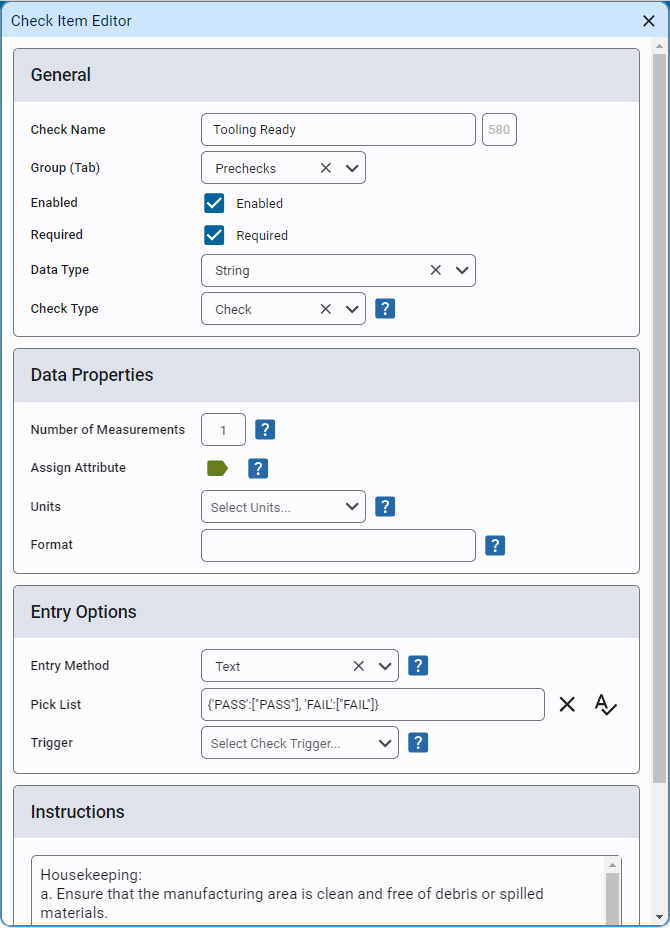 Check Item Editor
General
Check Name Tooling Ready 580
Group (Tab) Prechecks
Enabled Enabled
Required Required
Data Type String
Check Type Check ?
Data Properties
Number of Measurements 1 ?
Assign Attribute ?
Units Select Units... ?
Format ?
Entry Options
Entry Method Text ?
Pick List {'PASS':["PASS"], 'FAIL':["FAIL"]}
Trigger Select Check Trigger... ?
Instructions
Housekeeping:
a. Ensure that the manufacturing area is clean and free of debris or spilled
materials.